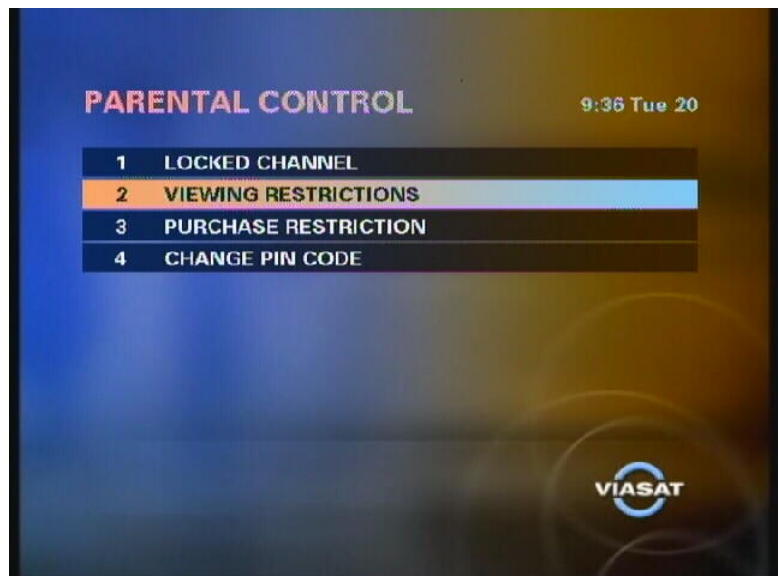 PARENTAL CONTROL
9:36 Tue 20
1 LOCKED CHANNEL
2 VIEWING RESTRICTIONS
3 PURCHASE RESTRICTION
4 CHANGE PIN CODE
VIASAT